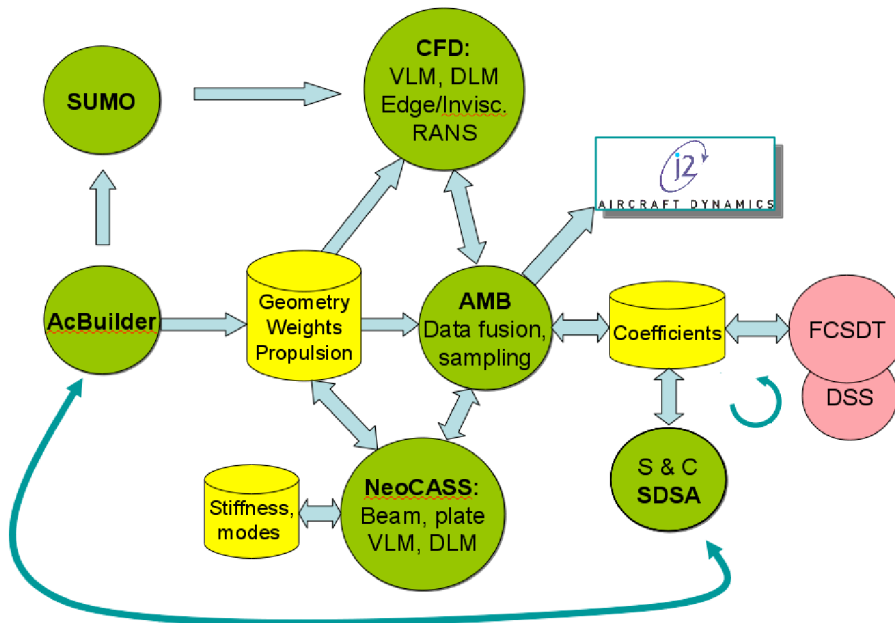 CFD:
VLM, DLM
Edge/Invisc.
RANS
SUMO
j2
AIRCRAFT DYNAMICS
AcBuilder
Geometry
Weights
Propulsion
AMB
Data fusion,
sampling
Coefficients
FCSDT
DSS
S & C
SDSA
NeoCASS:
Beam, plate
VLM, DLM
Stiffness,
modes